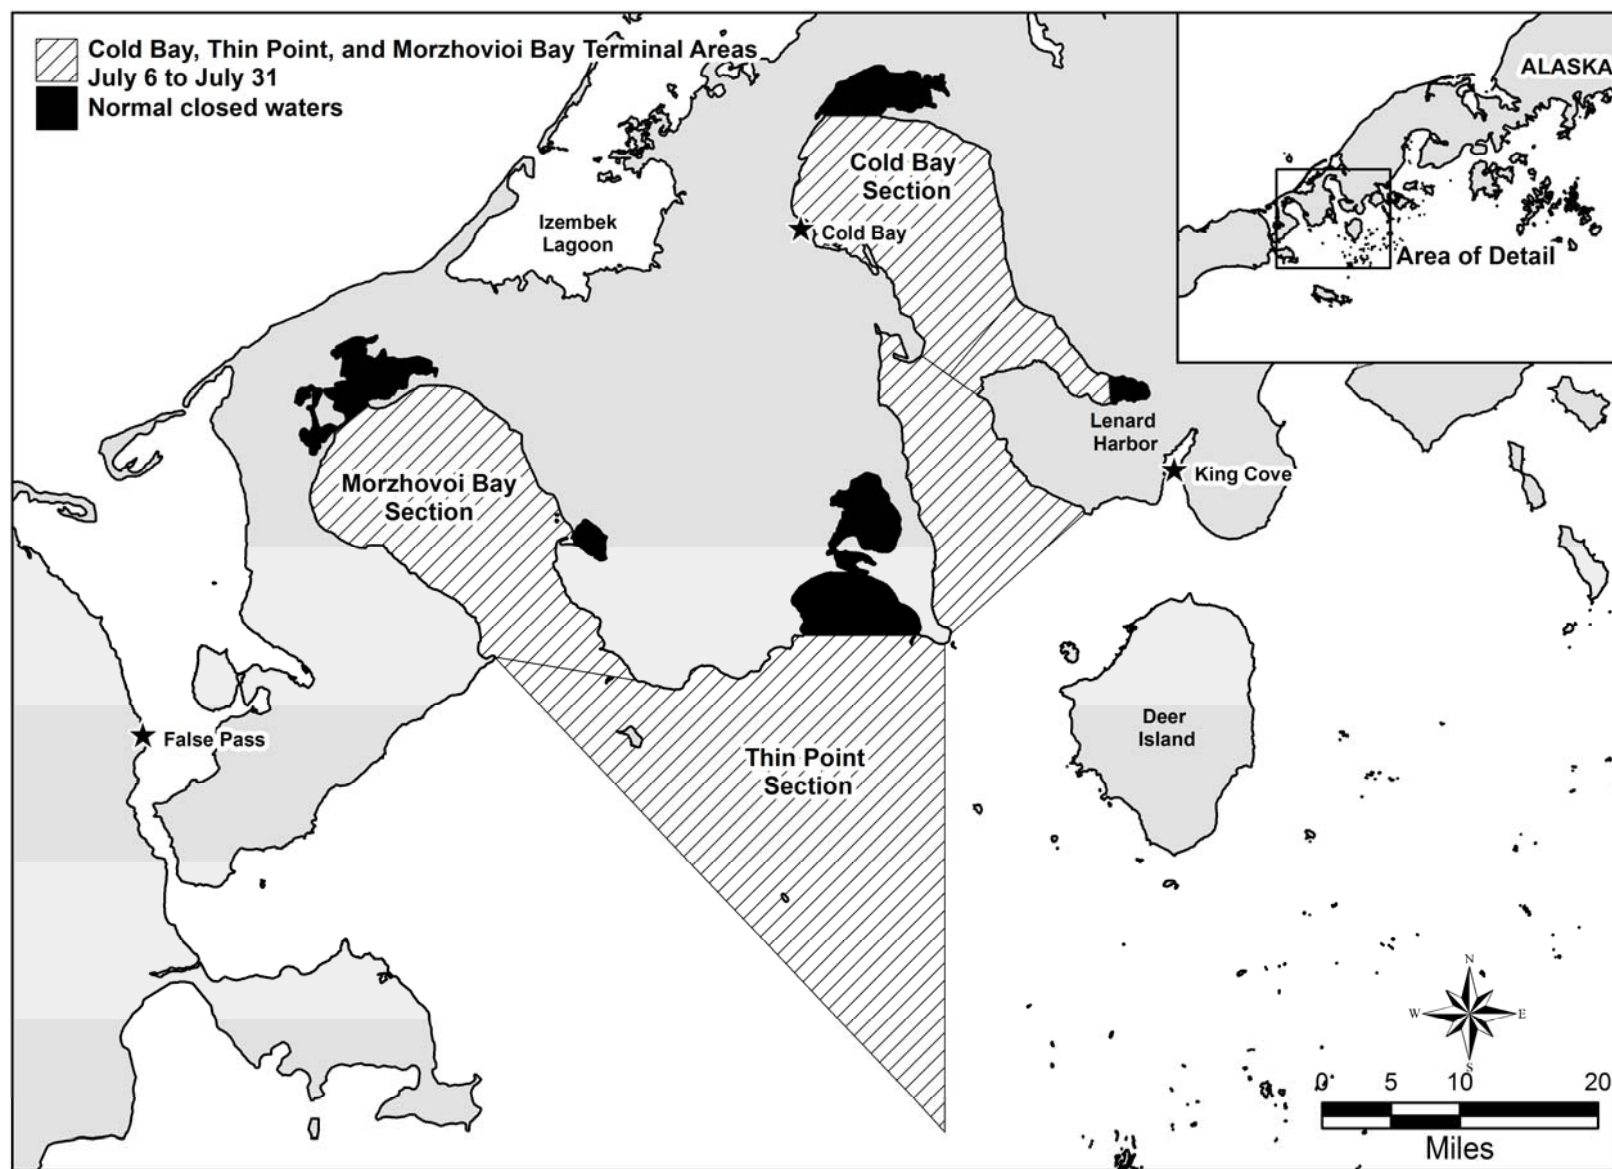 Cold Bay, Thin Point, and Morzhovioi Bay Terminal Areas
July 6 to July 31
Normal closed waters
ALASKA
Area of Detail
Cold Bay
Section
Cold Bay
Izembek
Lagoon
Lenard
Harbor
King Cove
Morzhovoi Bay
Section
False Pass
Thin Point
Section
Deer
Island
N
W
E
S
0 5 10 20
Miles